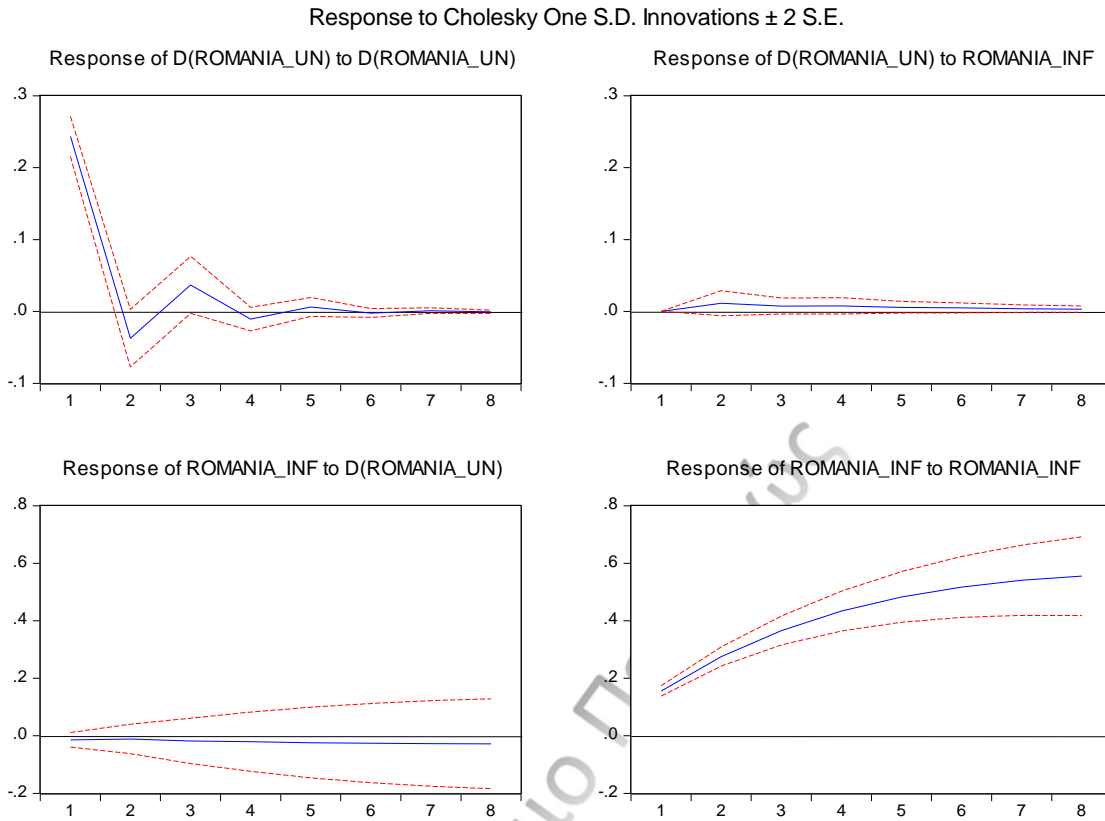 Response to Cholesky One S.D. Innovations ± 2 S.E.
Response of D(ROMANIA_UN) to D(ROMANIA_UN)
.3
.2
.1
.0
-.1
1 2 3 4 5 6 7 8
Response of D(ROMANIA_UN) to ROMANIA_INF
.3
.2
.1
.0
-.1
1 2 3 4 5 6 7 8
Response of ROMANIA_INF to D(ROMANIA_UN)
.8
.6
.4
.2
.0
-.2
1 2 3 4 5 6 7 8
Response of ROMANIA_INF to ROMANIA_INF
.8
.6
.4
.2
.0
-.2
1 2 3 4 5 6 7 8